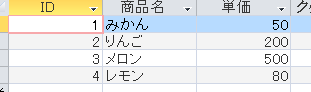 ID 商品名 単価
1 みかん 50
2 りんご 200
3 メロン 500
4 レモン 80